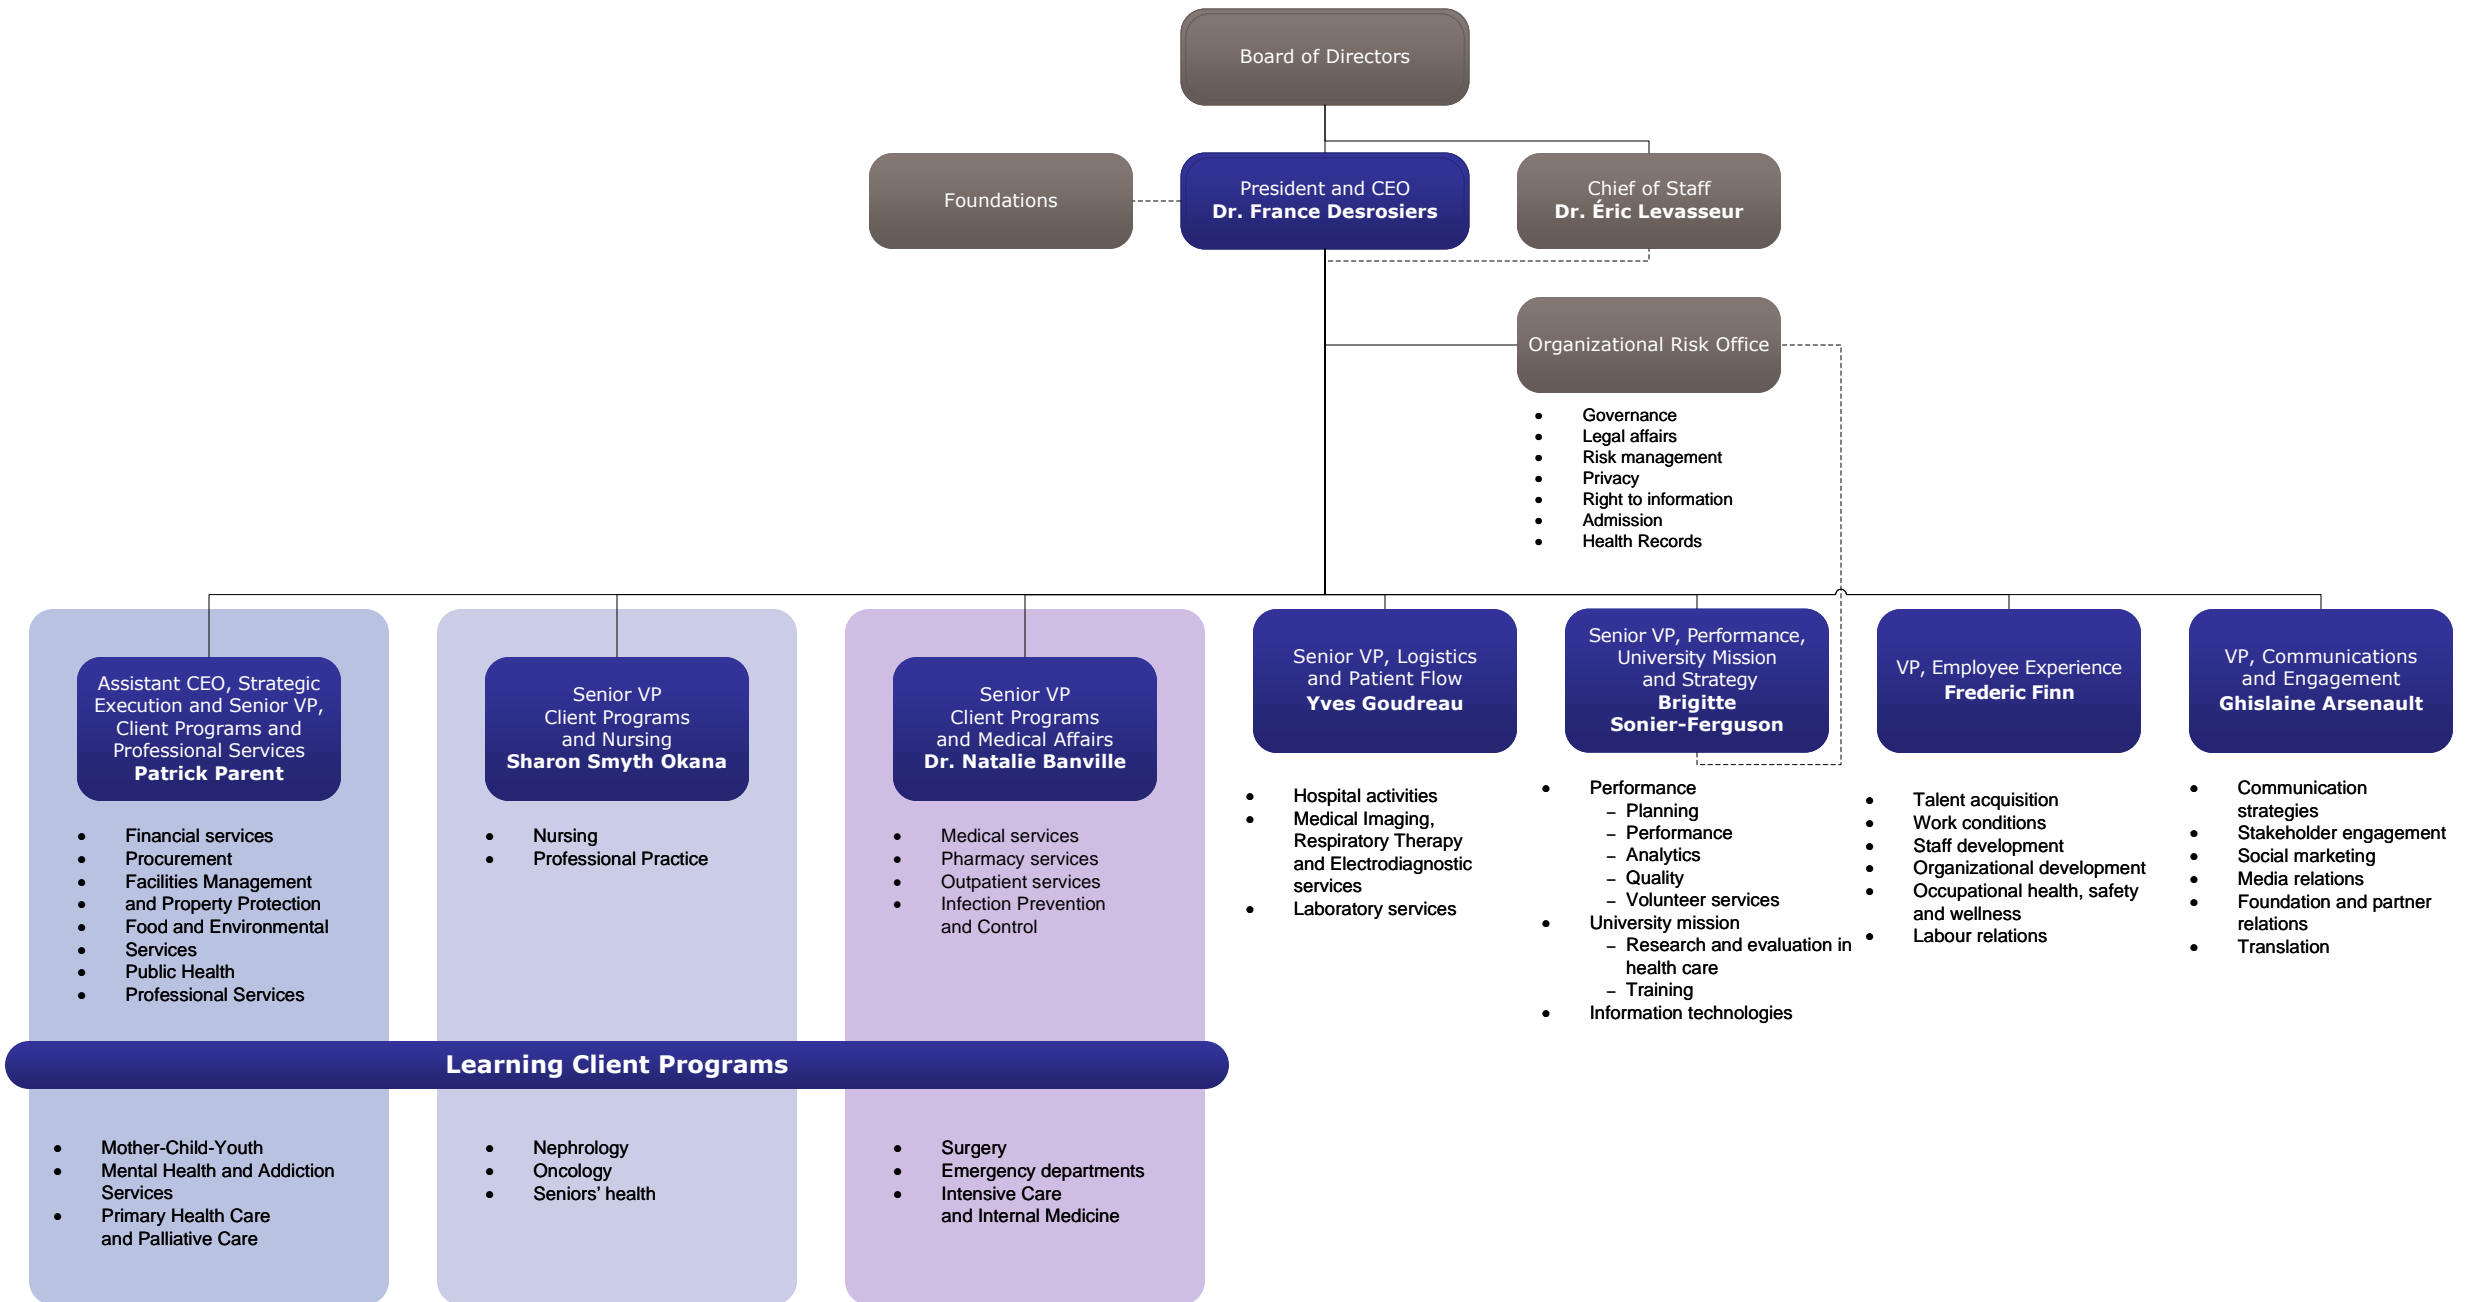 Board of Directors
Foundations
President and CEO
Dr. France Desrosiers
Chief of Staff
Dr. Éric Levasseur
Organizational Risk Office
• Governance
• Legal affairs
• Risk management
• Privacy
• Right to information
• Admission
• Health Records
Assistant CEO, Strategic
Execution and Senior VP,
Client Programs and
Professional Services
Patrick Parent
• Financial services
• Procurement
• Facilities Management
• and Property Protection
• Food and Environmental
• Services
• Public Health
• Professional Services
Senior VP
Client Programs
and Nursing
Sharon Smyth Okana
• Nursing
• Professional Practice
Senior VP
Client Programs
and Medical Affairs
Dr. Natalie Banville
• Medical services
• Pharmacy services
• Outpatient services
• Infection Prevention
and Control
Senior VP, Logistics
and Patient Flow
Yves Goudreau
• Hospital activities
• Medical Imaging,
Respiratory Therapy
and Electrodiagnostic
services
• Laboratory services
Senior VP, Performance,
University Mission
and Strategy
Brigitte
Sonier-Ferguson
• Performance
– Planning
– Performance
– Analytics
– Quality
– Volunteer services
• University mission
– Research and evaluation in
health care
– Training
• Information technologies
VP, Employee Experience
Frederic Finn
• Talent acquisition
• Work conditions
• Staff development
• Organizational development
• Occupational health, safety
and wellness
• Labour relations
VP, Communications
and Engagement
Ghislaine Arsenault
• Communication
strategies
• Stakeholder engagement
• Social marketing
• Media relations
• Foundation and partner
relations
• Translation
Learning Client Programs
• Mother-Child-Youth
• Mental Health and Addiction
Services
• Primary Health Care
and Palliative Care
• Nephrology
• Oncology
• Seniors’ health
• Surgery
• Emergency departments
• Intensive Care
and Internal Medicine